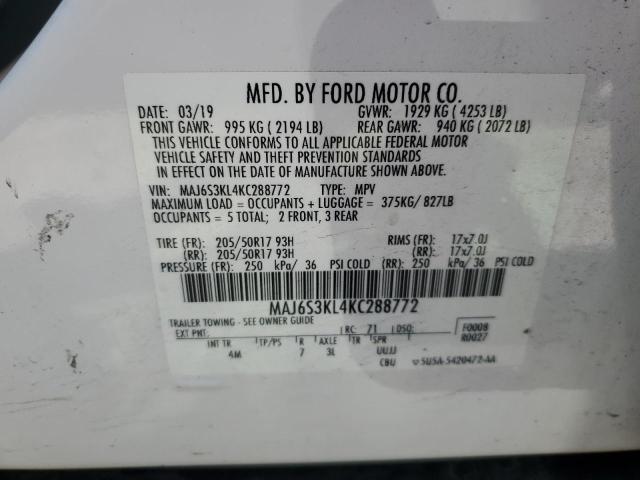 MFD. BY FORD MOTOR CO.
DATE: 03/19 GVWR: 1929 KG ( 4253 LB)
FRONT GAWR: 995 KG ( 2194 LB) REAR GAWR: 940 KG ( 2072 LB)
THIS VEHICLE CONFORMS TO ALL APPLICABLE FEDERAL MOTOR
VEHICLE SAFETY AND THEFT PREVENTION STANDARDS
IN EFFECT ON THE DATE OF MANUFACTURE SHOWN ABOVE.
VIN: MAJ6S3KL4KC288772 TYPE: MPV
MAXIMUM LOAD = OCCUPANTS + LUGGAGE = 375KG/ 827LB
OCCUPANTS = 5 TOTAL; 2 FRONT, 3 REAR
TIRE (FR): 205/50R17 93H RIMS (FR): 17x7.0J
(RR): 205/50R17 93H (RR): 17x7.0J
PRESSURE (FR): 250 kPa/ 36 PSI COLD (RR): 250 kPa/ 36 PSI COLD
MAJ6S3KL4KC288772
TRAILER TOWING - SEE OWNER GUIDE
EXT PNT: RC: 71 DSO: F0008
R0027
INT TR TP/PS R AXLE TR SPR
4M 7 3L UUJJ
CBU 5U5A-5420472-AA